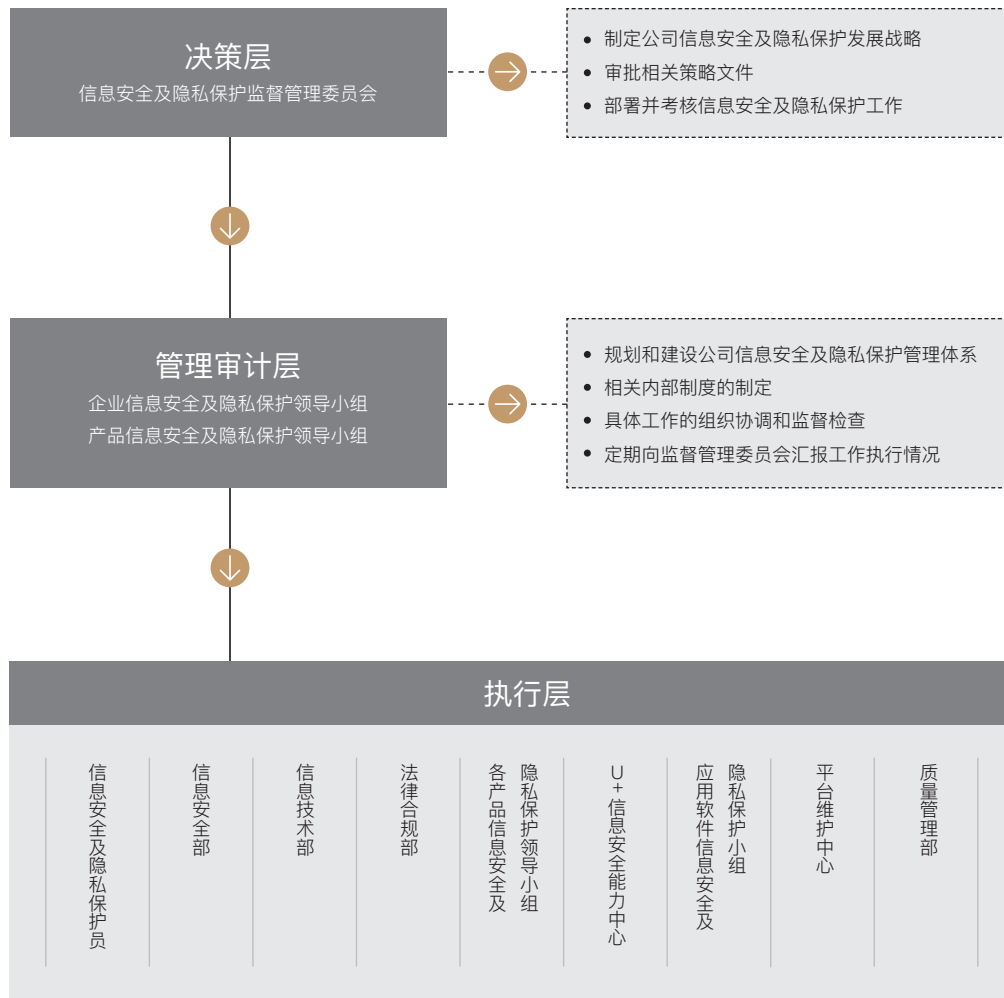 决策层
信息安全及隐私保护监督管理委员会
制定公司信息安全及隐私保护发展战略
审批相关策略文件
部署并考核信息安全及隐私保护工作
管理审计层
企业信息安全及隐私保护领导小组
产品信息安全及隐私保护领导小组
规划和建设公司信息安全及隐私保护管理体系
相关内部制度的制定
具体工作的组织协调和监督检查
定期向监督管理委员会汇报工作执行情况
执行层
信息安全及隐私保护员
信息安全部
信息技术部
法律合规部
各产品信息安全及
隐私保护领导小组
U+信息安全能力中心
应用软件信息安全及
隐私保护小组
平台维护中心
质量管理部